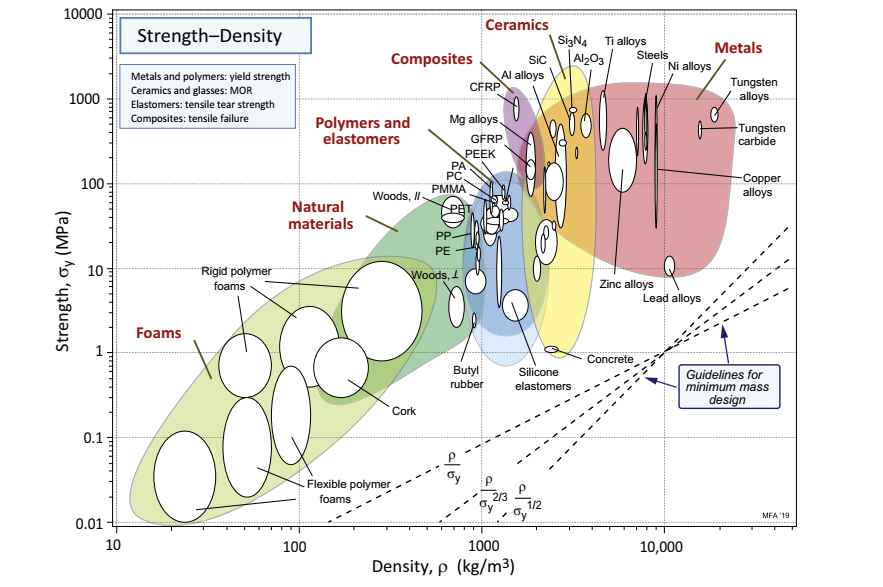 Strength–Density
Metals and polymers: yield strength
Ceramics and glasses: MOR
Elastomers: tensile tear strength
Composites: tensile failure
Ceramics
Composites
Metals
Polymers and
elastomers
Natural
materials
Foams
Si3N4
Ti alloys
SiC
Al2O3
Steels
Ni alloys
Al alloys
CFRP
Tungsten
alloys
Mg alloys
GFRP
PEEK
Tungsten
carbide
PA
PC
PMMA
Copper
alloys
Woods, //
PET
PP
PE
Woods, ⊥
Rigid polymer
foams
Zinc alloys
Lead alloys
Butyl
rubber
Silicone
elastomers
Concrete
Cork
Flexible polymer
foams
Guidelines for
minimum mass
design
ρ
σy
ρ
σy2/3
ρ
σy1/2
MFA '19
Strength, σy (MPa)
10,000
1000
100
10
1
0.1
0.01
10
100
1000
10,000
Density, ρ (kg/m3)